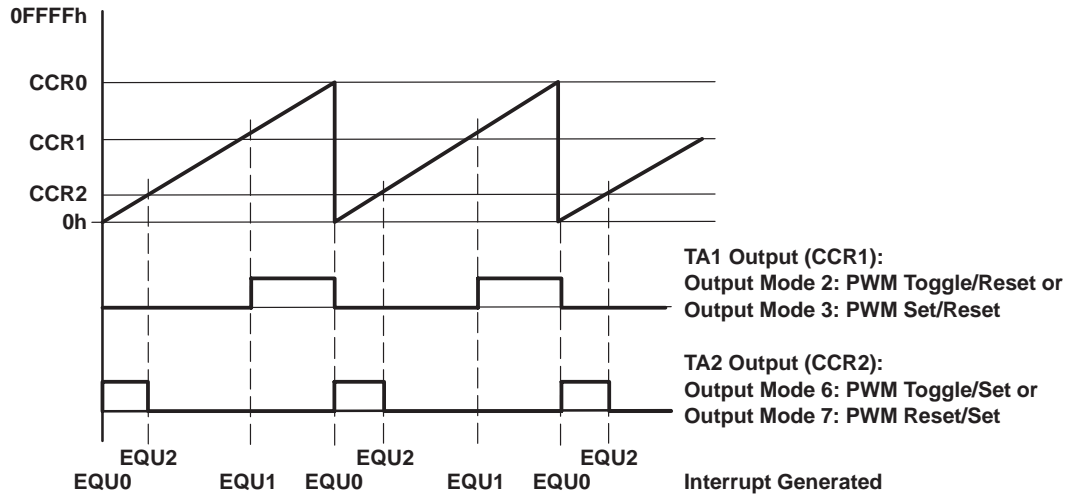 0FFFFh
CCR0
CCR1
CCR2
0h
TA1 Output (CCR1):
Output Mode 2: PWM Toggle/Reset or
Output Mode 3: PWM Set/Reset
TA2 Output (CCR2):
Output Mode 6: PWM Toggle/Set or
Output Mode 7: PWM Reset/Set
EQU2 EQU2 EQU2
EQU0 EQU1 EQU0 EQU1 EQU0 Interrupt Generated